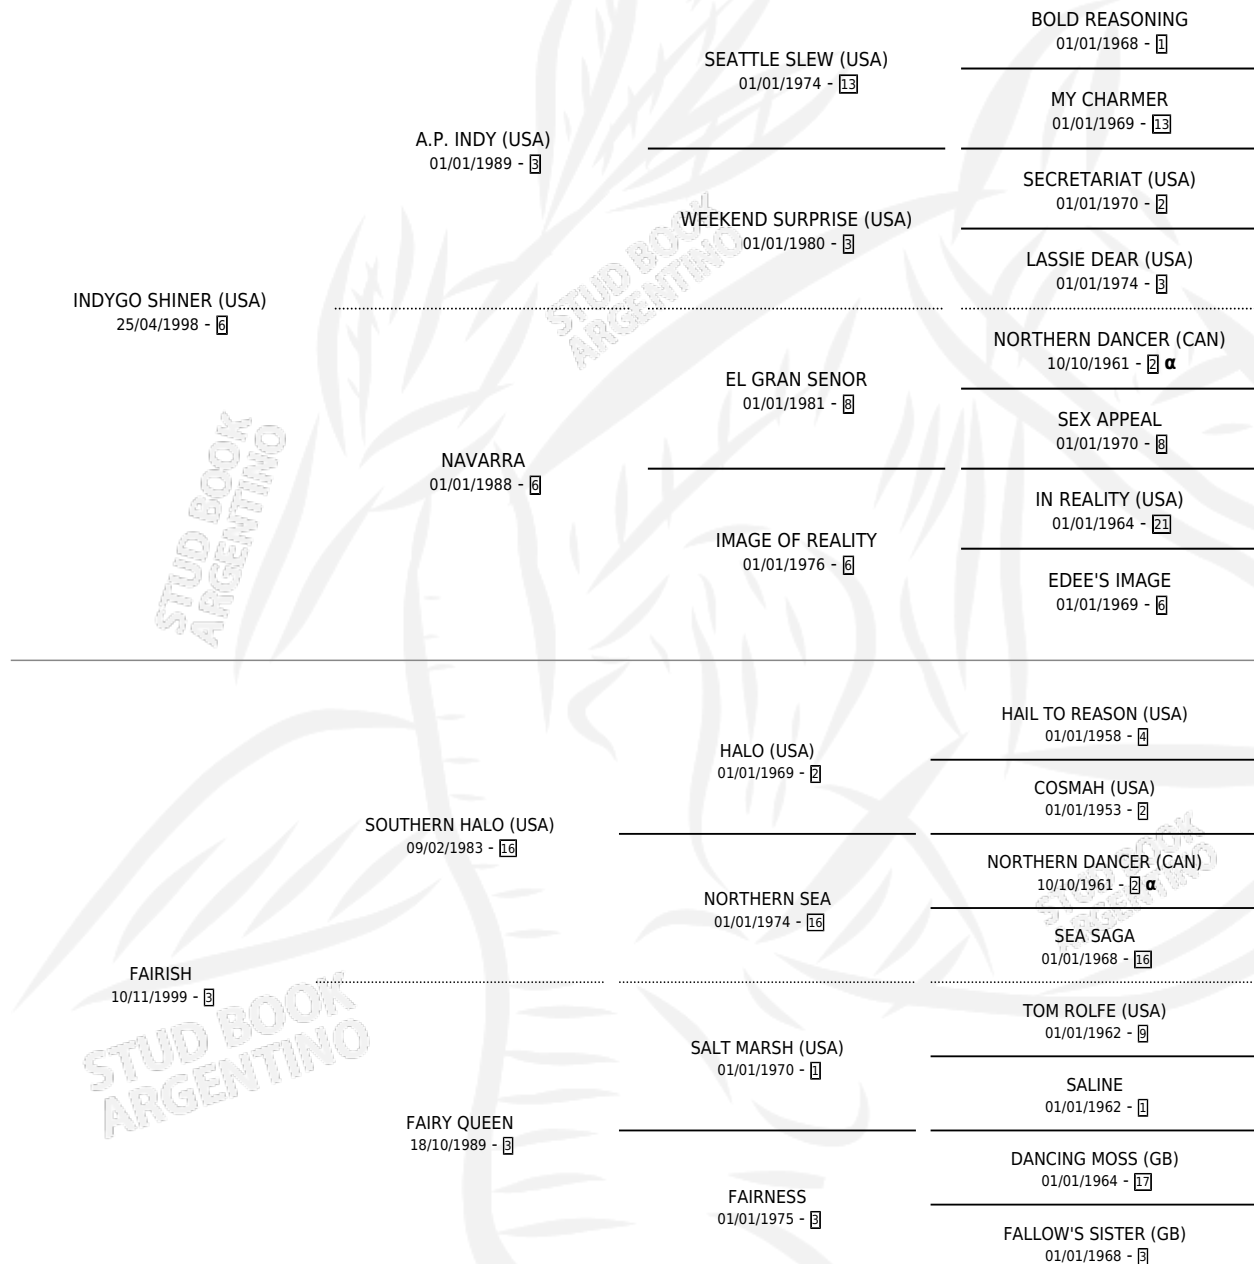 BOLD REASONING
01/01/1968 - 1
SEATTLE SLEW (USA)
01/01/1974 - 13
MY CHARMER
01/01/1969 - 13
A.P. INDY (USA)
01/01/1989 - 3
SECRETARIAT (USA)
01/01/1970 - 2
WEEKEND SURPRISE (USA)
01/01/1980 - 3
LASSIE DEAR (USA)
01/01/1974 - 3
STUD BOOK
ARGENTINO
INDYGO SHINER (USA)
25/04/1998 - 6
NORTHERN DANCER (CAN)
10/10/1961 - 2 α
EL GRAN SENOR
01/01/1981 - 8
SEX APPEAL
01/01/1970 - 8
NAVARRA
01/01/1988 - 6
IN REALITY (USA)
01/01/1964 - 21
IMAGE OF REALITY
01/01/1976 - 6
EDEE'S IMAGE
01/01/1969 - 6
STUD BOOK
ARGENTINO
HAIL TO REASON (USA)
01/01/1958 - 4
HALO (USA)
01/01/1969 - 2
COSMAH (USA)
01/01/1953 - 2
SOUTHERN HALO (USA)
09/02/1983 - 16
NORTHERN DANCER (CAN)
10/10/1961 - 2 α
NORTHERN SEA
01/01/1974 - 16
SEA SAGA
01/01/1968 - 16
STUD BOOK
ARGENTINO
FAIRISH
10/11/1999 - 3
TOM ROLFE (USA)
01/01/1962 - 9
SALT MARSH (USA)
01/01/1970 - 1
SALINE
01/01/1962 - 1
STUD BOOK
ARGENTINO
FAIRY QUEEN
18/10/1989 - 3
DANCING MOSS (GB)
01/01/1964 - 17
FAIRNESS
01/01/1975 - 3
FALLOW'S SISTER (GB)
01/01/1968 - 3